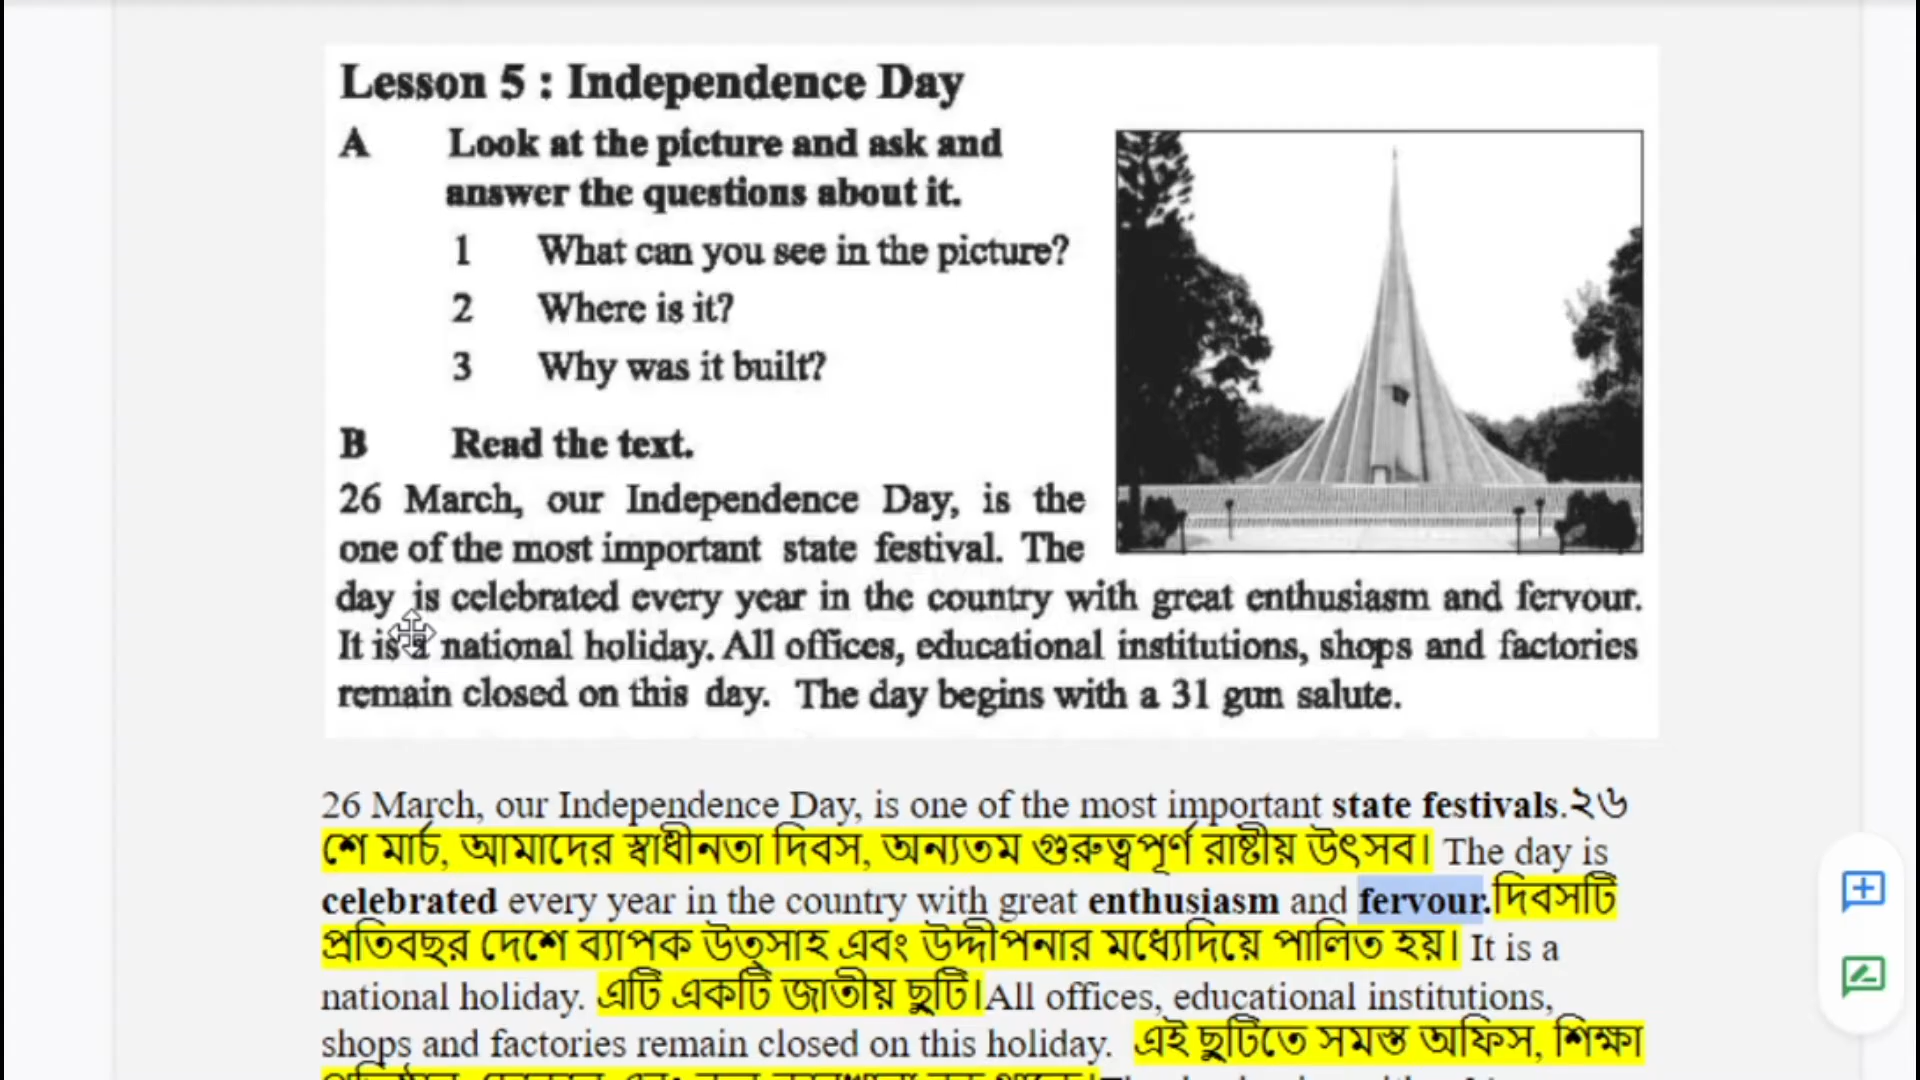 Lesson 5 : Independence Day
A Look at the picture and ask and
answer the questions about it.
1 What can you see in the picture?
2 Where is it?
3 Why was it built?
B Read the text.
26 March, our Independence Day, is the
one of the most important state festival. The
day is celebrated every year in the country with great enthusiasm and fervour.
It is a national holiday. All offices, educational institutions, shops and factories
remain closed on this day. The day begins with a 31 gun salute.
26 March, our Independence Day, is one of the most important state festivals.২৬
শে মার্চ, আমাদের স্বাধীনতা দিবস, অন্যতম গুরুত্বপূর্ণ রাষ্টীয় উৎসব। The day is
celebrated every year in the country with great enthusiasm and fervour.দিবসটি
প্রতিবছর দেশে ব্যাপক উত্সাহ এবং উদ্দীপনার মধ্যেদিয়ে পালিত হয়। It is a
national holiday. এটি একটি জাতীয় ছুটি।All offices, educational institutions,
shops and factories remain closed on this holiday. এই ছুটিতে সমস্ত অফিস, শিক্ষা